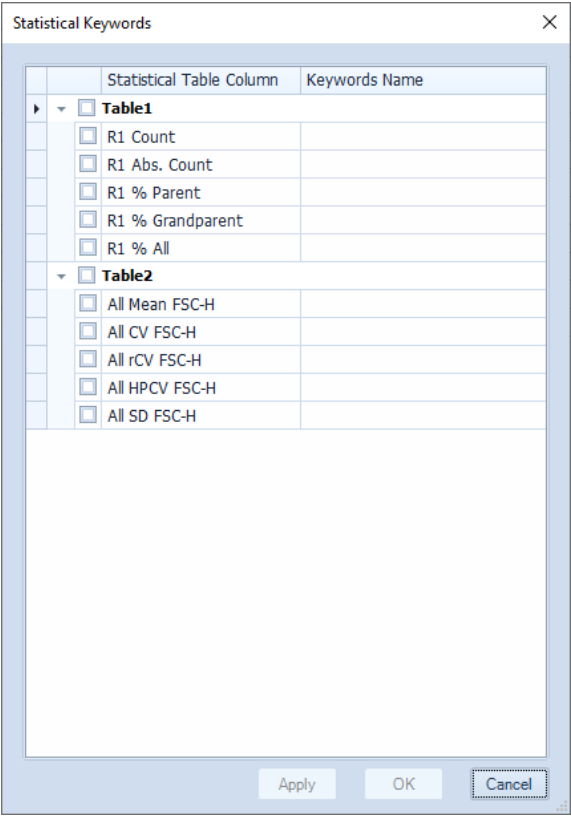 Statistical Keywords
Statistical Table Column Keywords Name
Table1
R1 Count
R1 Abs. Count
R1 % Parent
R1 % Grandparent
R1 % All
Table2
All Mean FSC-H
All CV FSC-H
All rCV FSC-H
All HPCV FSC-H
All SD FSC-H
Apply OK Cancel